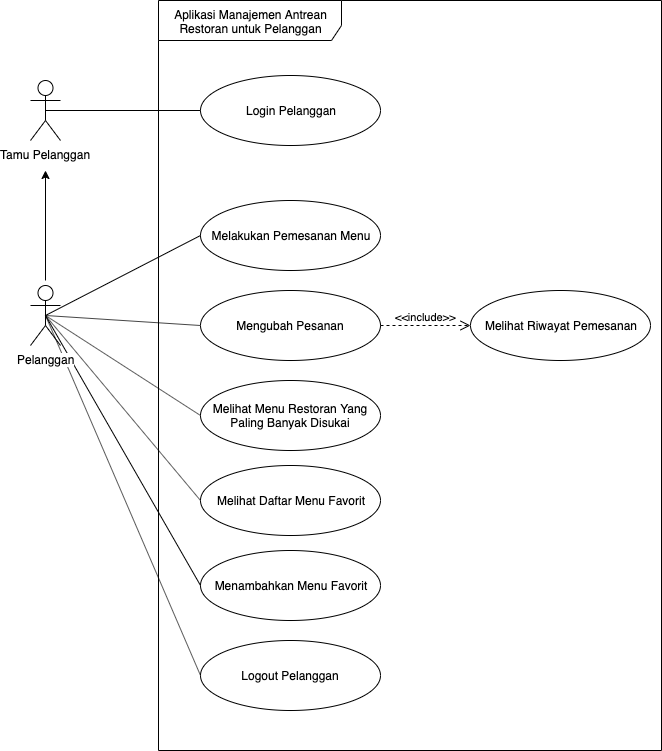 Aplikasi Manajemen Antrean
Restoran untuk Pelanggan
Login Pelanggan
Tamu Pelanggan
Melakukan Pemesanan Menu
Mengubah Pesanan
<<include>>
Melihat Riwayat Pemesanan
Pelanggan
Melihat Menu Restoran Yang
Paling Banyak Disukai
Melihat Daftar Menu Favorit
Menambahkan Menu Favorit
Logout Pelanggan